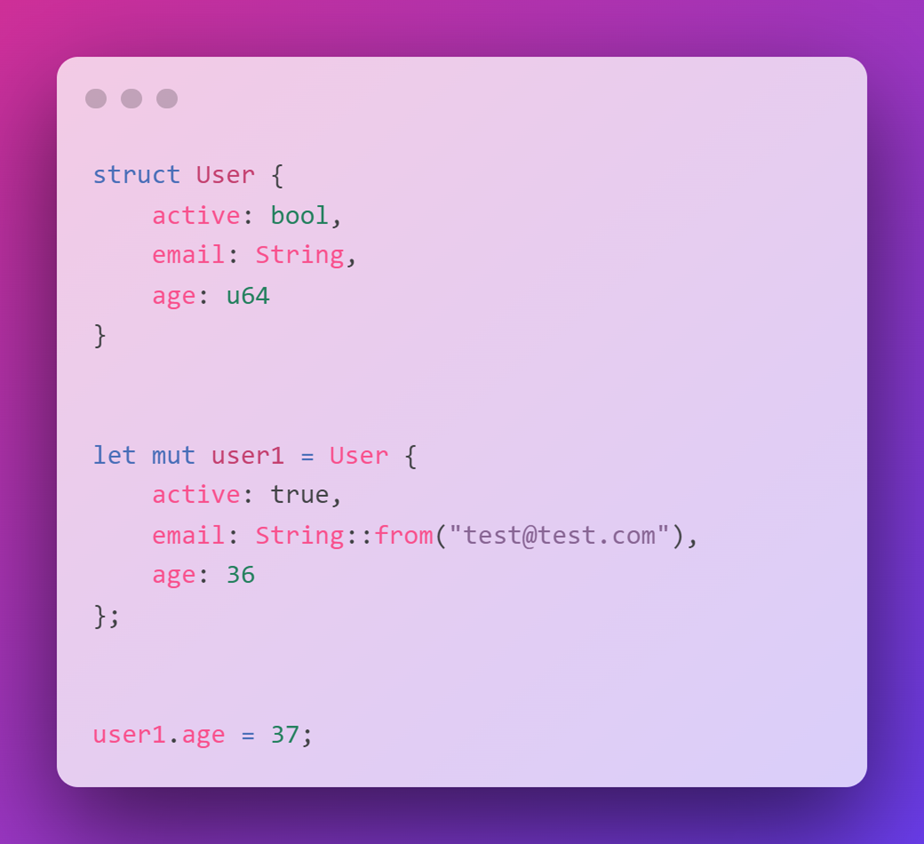 struct User {
    active: bool,
    email: String,
    age: u64
}
let mut user1 = User {
    active: true,
    email: String::from("test@test.com"),
    age: 36
};
user1.age = 37;